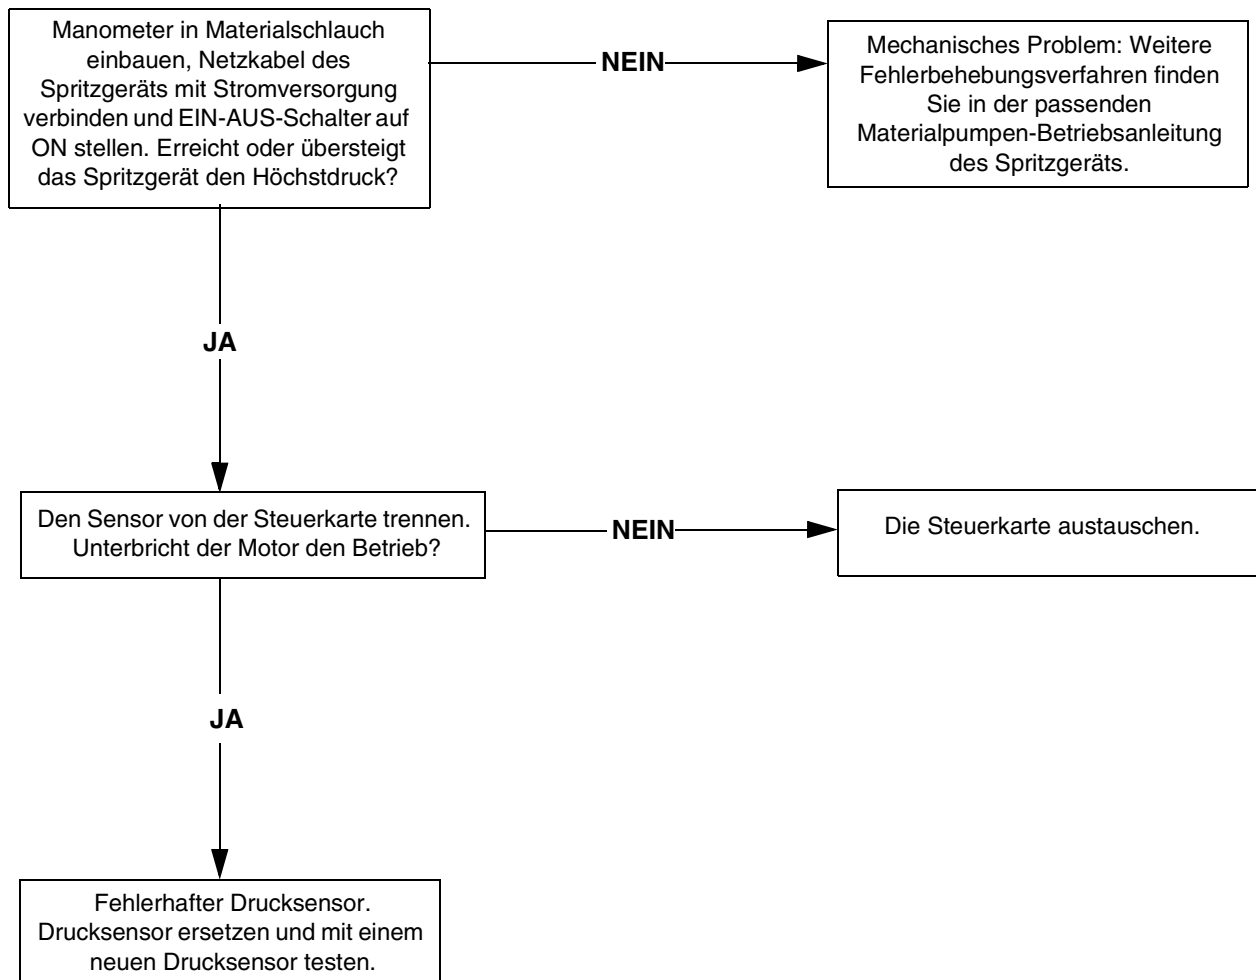 Manometer in Materialschlauch
einbauen, Netzkabel des
Spritzgeräts mit Stromversorgung
verbinden und EIN-AUS-Schalter auf
ON stellen. Erreicht oder übersteigt
das Spritzgerät den Höchstdruck?
NEIN
Mechanisches Problem: Weitere
Fehlerbehebungsverfahren finden
Sie in der passenden
Materialpumpen-Betriebsanleitung
des Spritzgeräts.
JA
Den Sensor von der Steuerkarte trennen.
Unterbricht der Motor den Betrieb?
NEIN
Die Steuerkarte austauschen.
JA
Fehlerhafter Drucksensor.
Drucksensor ersetzen und mit einem
neuen Drucksensor testen.